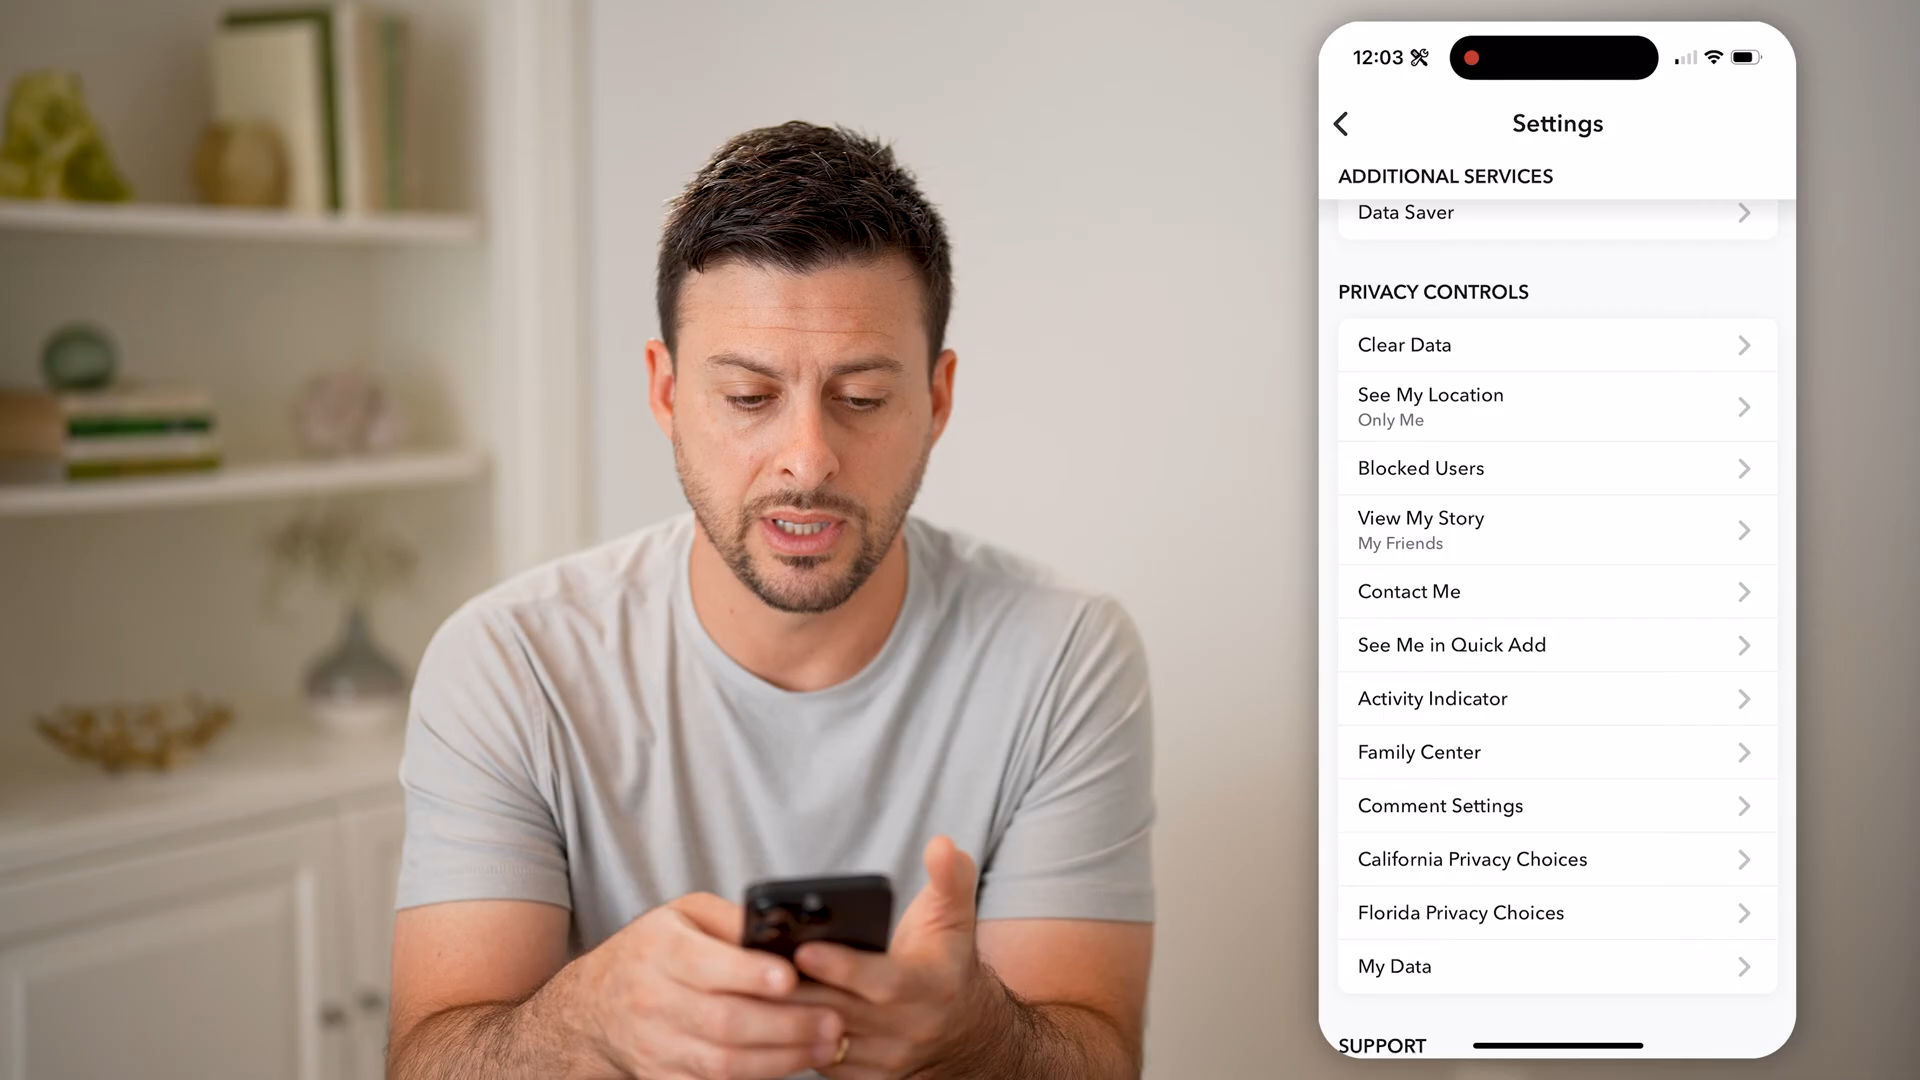 12:03
Settings
ADDITIONAL SERVICES
Data Saver
PRIVACY CONTROLS
Clear Data
See My Location
Only Me
Blocked Users
View My Story
My Friends
Contact Me
See Me in Quick Add
Activity Indicator
Family Center
Comment Settings
California Privacy Choices
Florida Privacy Choices
My Data
SUPPORT